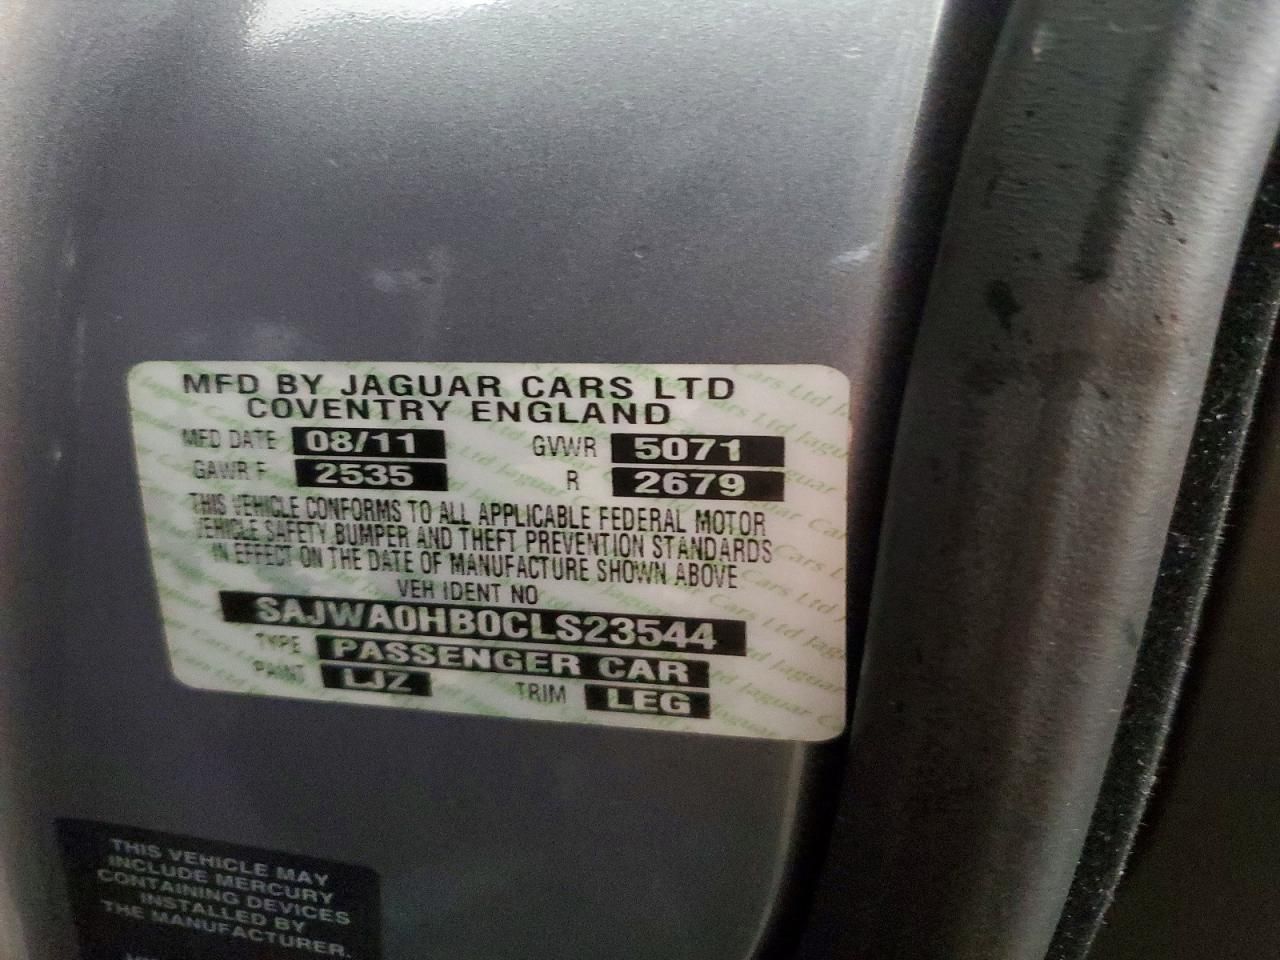 MFD BY JAGUAR CARS LTD
COVENTRY ENGLAND
MFD DATE 08/11 GVWR 5071
GAWR F 2535 R 2679
THIS VEHICLE CONFORMS TO ALL APPLICABLE FEDERAL MOTOR
VEHICLE SAFETY BUMPER AND THEFT PREVENTION STANDARDS
IN EFFECT ON THE DATE OF MANUFACTURE SHOWN ABOVE
VEH IDENT NO
SAJWA0HB0CLS23544
TYPE PASSENGER CAR
PAINT LJZ TRIM LEG
THIS VEHICLE MAY
INCLUDE MERCURY
CONTAINING DEVICES
INSTALLED BY
THE MANUFACTURER.